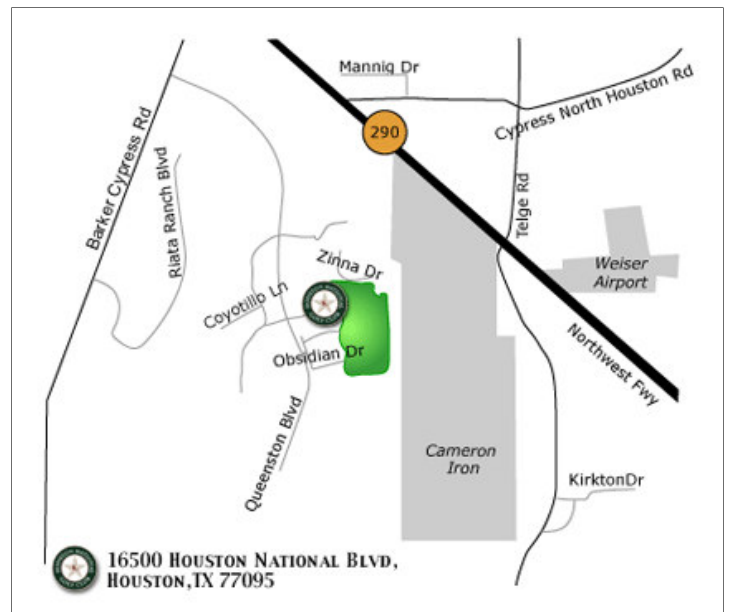 Mannig Dr
Cypress North Houston Rd
290
Barker Cypress Rd
Riata Ranch Blvd
Telge Rd
Zinna Dr
Weiser
Airport
Coyotillo Ln
Obsidian Dr
Northwest Fwy
Queenston Blvd
Cameron
Iron
KirktonDr
16500 Houston National Blvd,
Houston,TX 77095